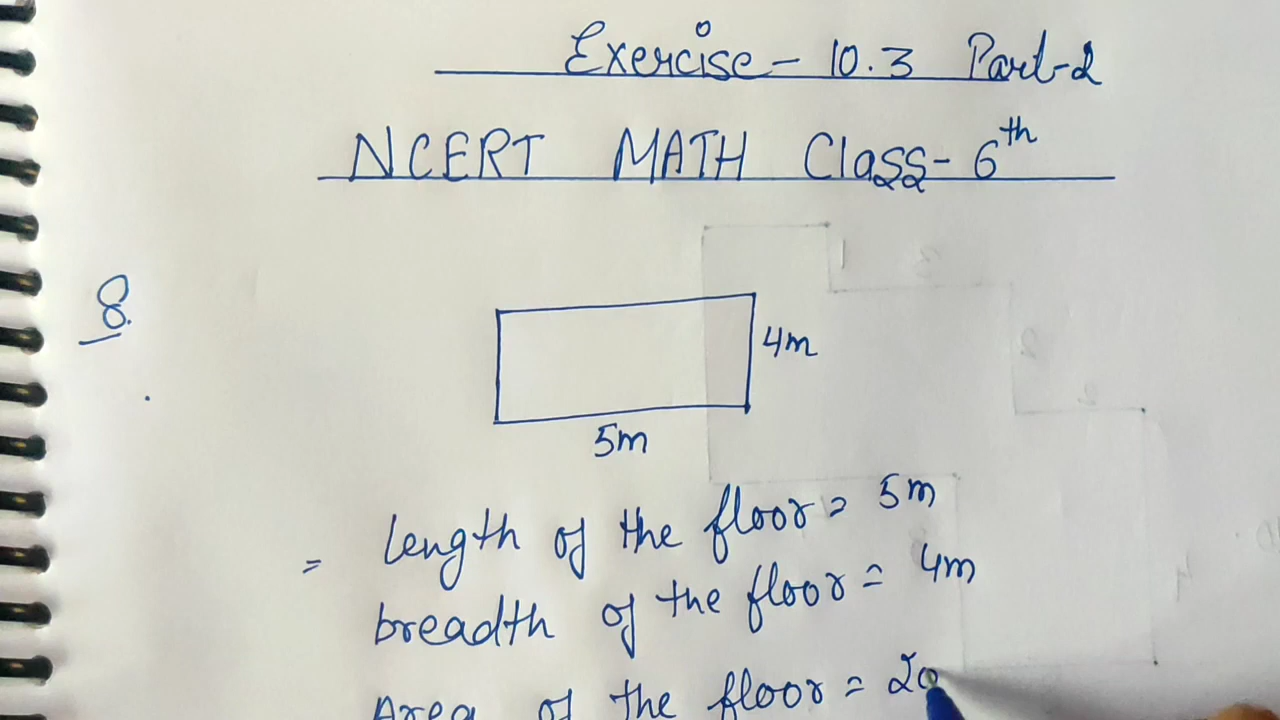 Exercise - 10.3 Part-2
NCERT MATH Class-6th
8.
4m
5m
= Length of the floor = 5m
breadth of the floor = 4m
Area of the floor = 20